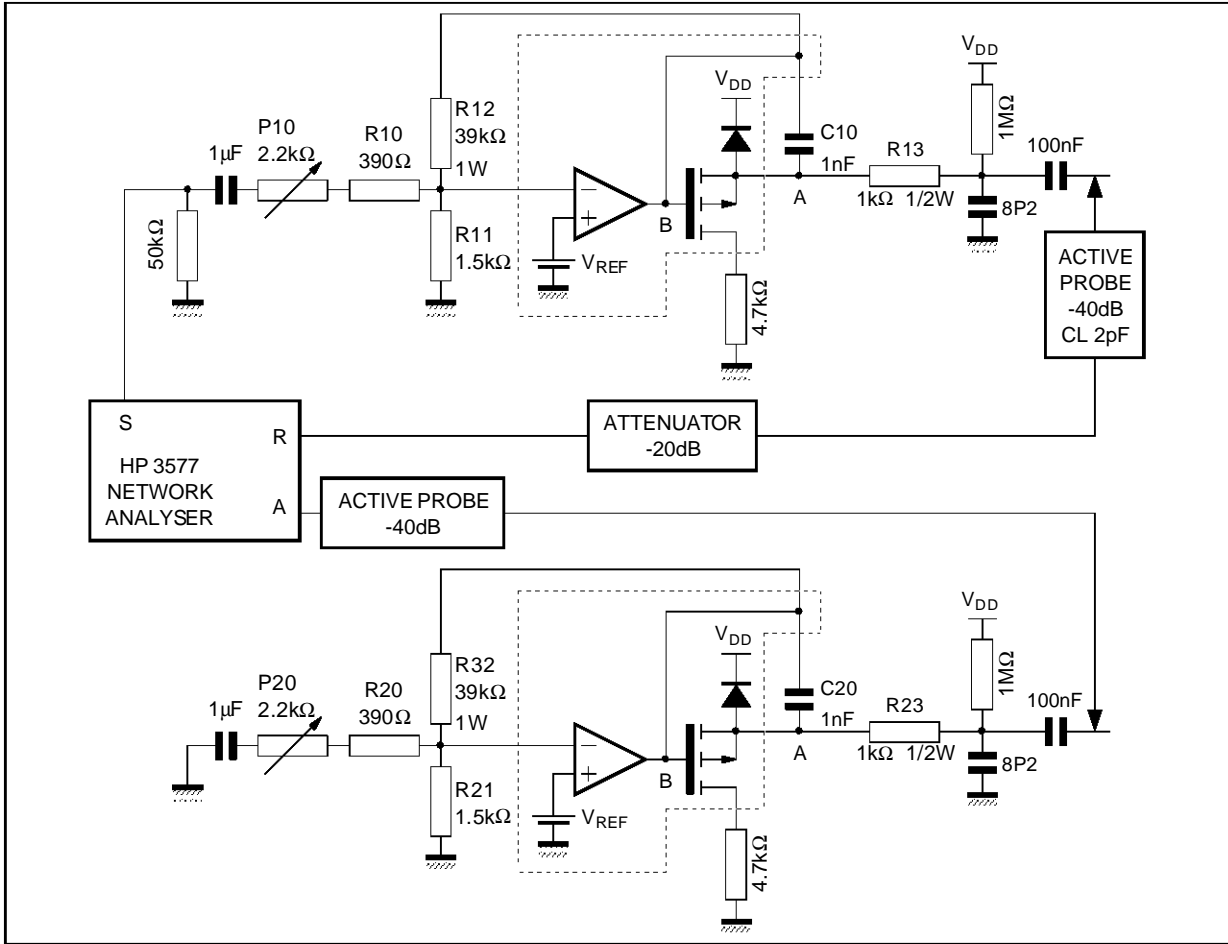 V_DD
V_DD
R12
39kΩ
1W
P10
2.2kΩ
R10
390Ω
1µF
C10
1nF
R13
1kΩ 1/2W
1MΩ
100nF
A
−
+
B
8P2
50kΩ
R11
1.5kΩ
V_REF
4.7kΩ
ACTIVE
PROBE
-40dB
CL 2pF
S
R
A
HP 3577
NETWORK
ANALYSER
ATTENUATOR
-20dB
ACTIVE PROBE
-40dB
V_DD
V_DD
R32
39kΩ
1W
P20
2.2kΩ
R20
390Ω
1µF
C20
1nF
R23
1kΩ 1/2W
1MΩ
100nF
A
−
+
B
8P2
R21
1.5kΩ
V_REF
4.7kΩ